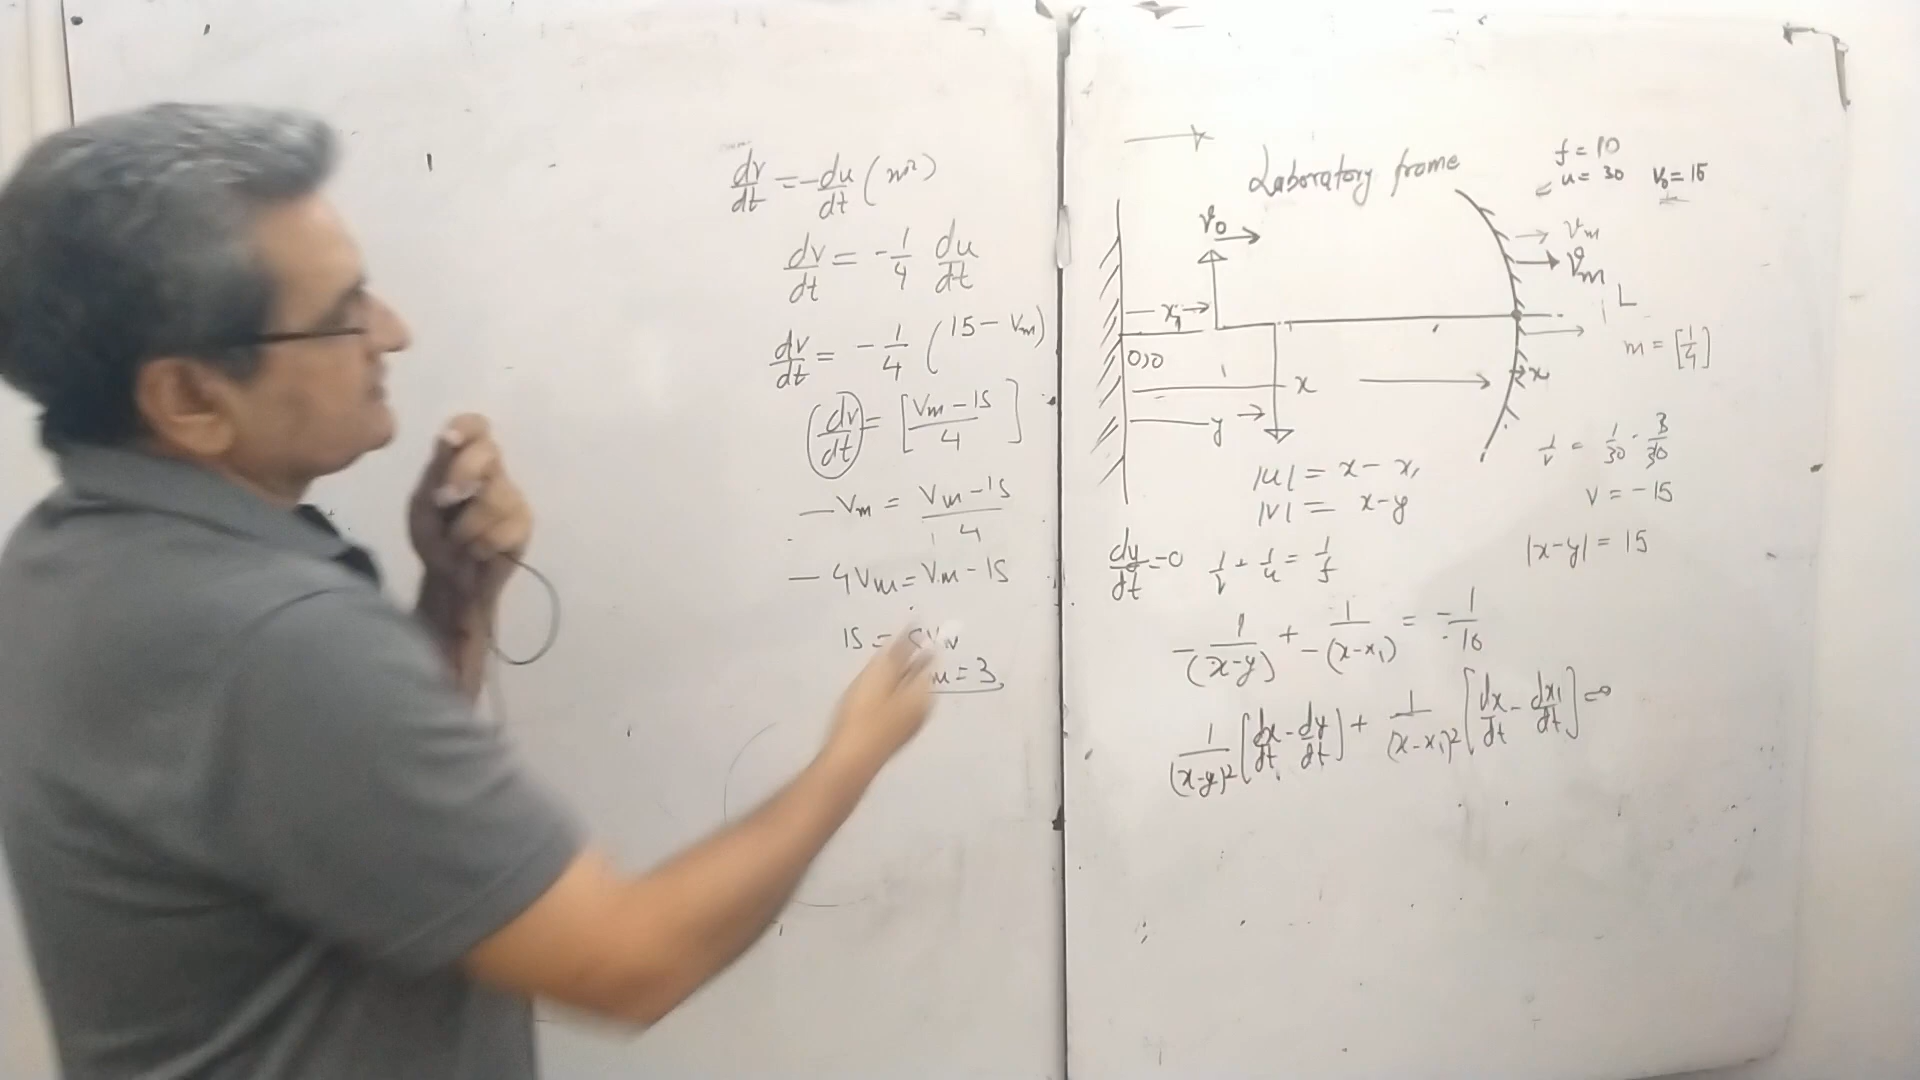 dv/dt = -du/dt (m²)
dv/dt = -1/4 du/dt
dv/dt = -1/4 (15 - Vm)
(dv/dt) = [Vm-15/4]
-Vm = Vm-15/4
-4Vm = Vm-15
15 =
m = 3
Laboratory frame
f = 10
u = 30
V₀ = 15
V₀
Vm
Vm
x₁
0,0
x
y
x
m = [1/4]
|u| = x - x₁
|v| = x-y
1/v = 1/30 - 3/30
v = -15
|x-y| = 15
dy/dt = 0
1/v + 1/u = 1/f
-1/(x-y) + 1/-(x-x₁) = -1/10
1/(x-y)² [dx/dt - dy/dt] + 1/(x-x₁)² [dx/dt - dx₁/dt] = 0